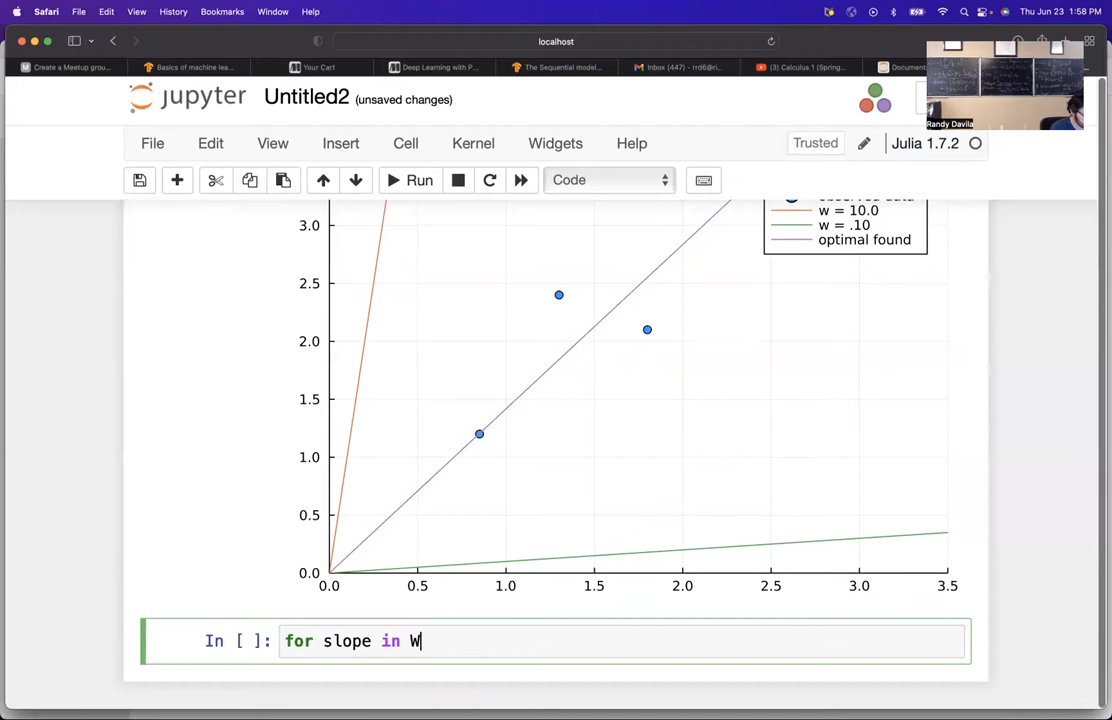 Safari File Edit View History Bookmarks Window Help Thu Jun 23 1:58 PM
localhost
Create a Meetup grou... Basics of machine lea... Your Cart Deep Learning with P... The Sequential model... Inbox (447) - rrd6@ri... (3) Calculus 1 (Spring... Document
Randy Davila
jupyter Untitled2 (unsaved changes)
File Edit View Insert Cell Kernel Widgets Help Trusted Julia 1.7.2
Run Code
3.0
2.5
2.0
1.5
1.0
0.5
0.0
w = 10.0
w = .10
optimal found
0.0 0.5 1.0 1.5 2.0 2.5 3.0 3.5
In [ ]: for slope in W